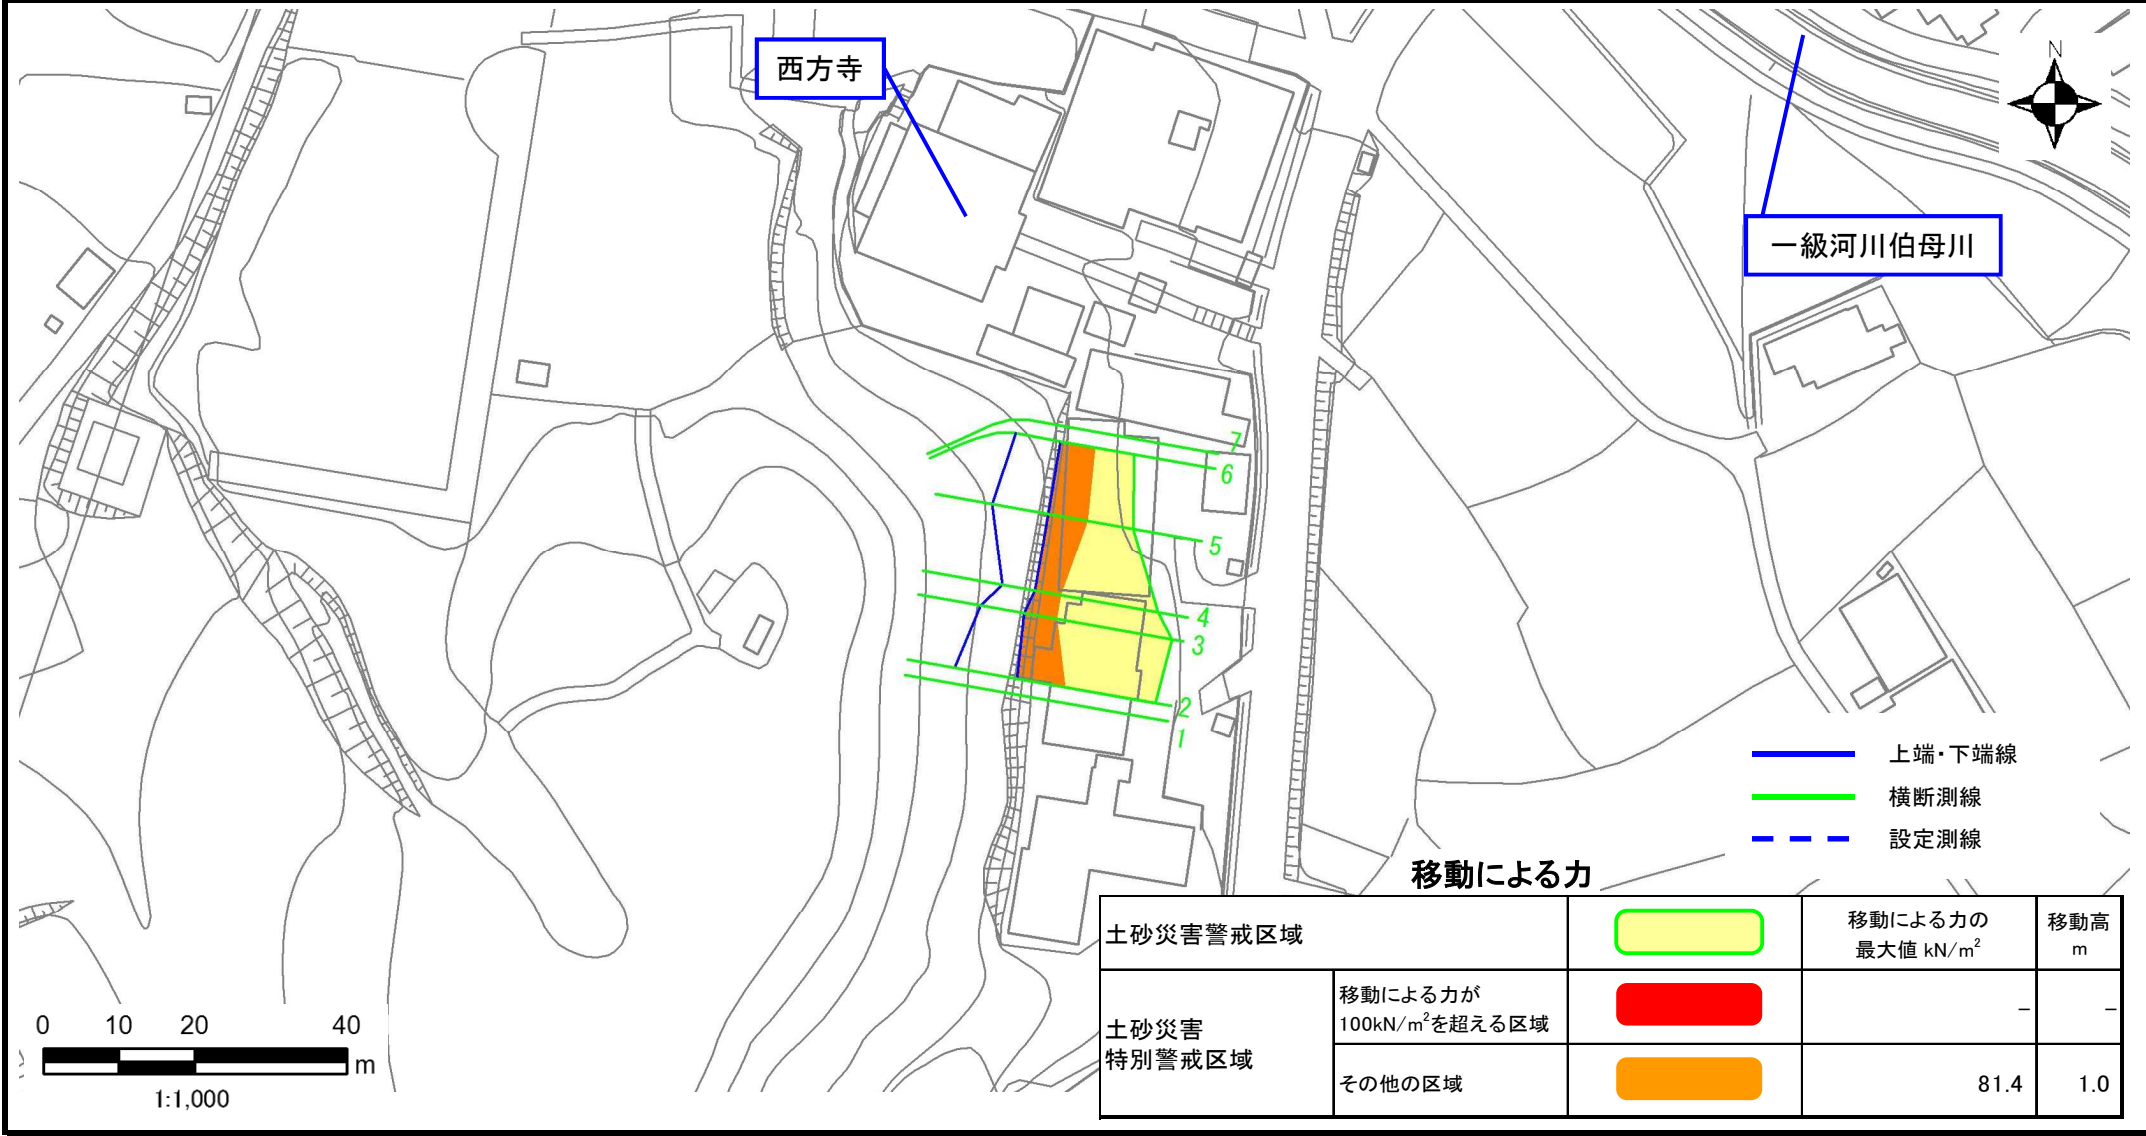 西方寺
N
一級河川伯母川
7
6
5
4
3
2
1
上端・下端線
横断測線
設定測線
移動による力
土砂災害警戒区域
移動による力の
最大値 kN/m²
移動高
m
土砂災害
特別警戒区域
移動による力が
100kN/m²を超える区域
－
－
その他の区域
81.4
1.0
0 10 20 40
m
1:1,000